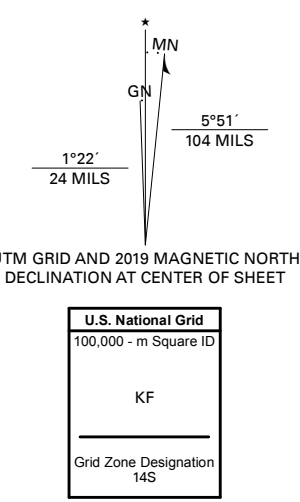 MN
GN
5°51´
104 MILS
1°22´
24 MILS
UTM GRID AND 2019 MAGNETIC NORTH
DECLINATION AT CENTER OF SHEET
U.S. National Grid
100,000 - m Square ID
KF
Grid Zone Designation
14S